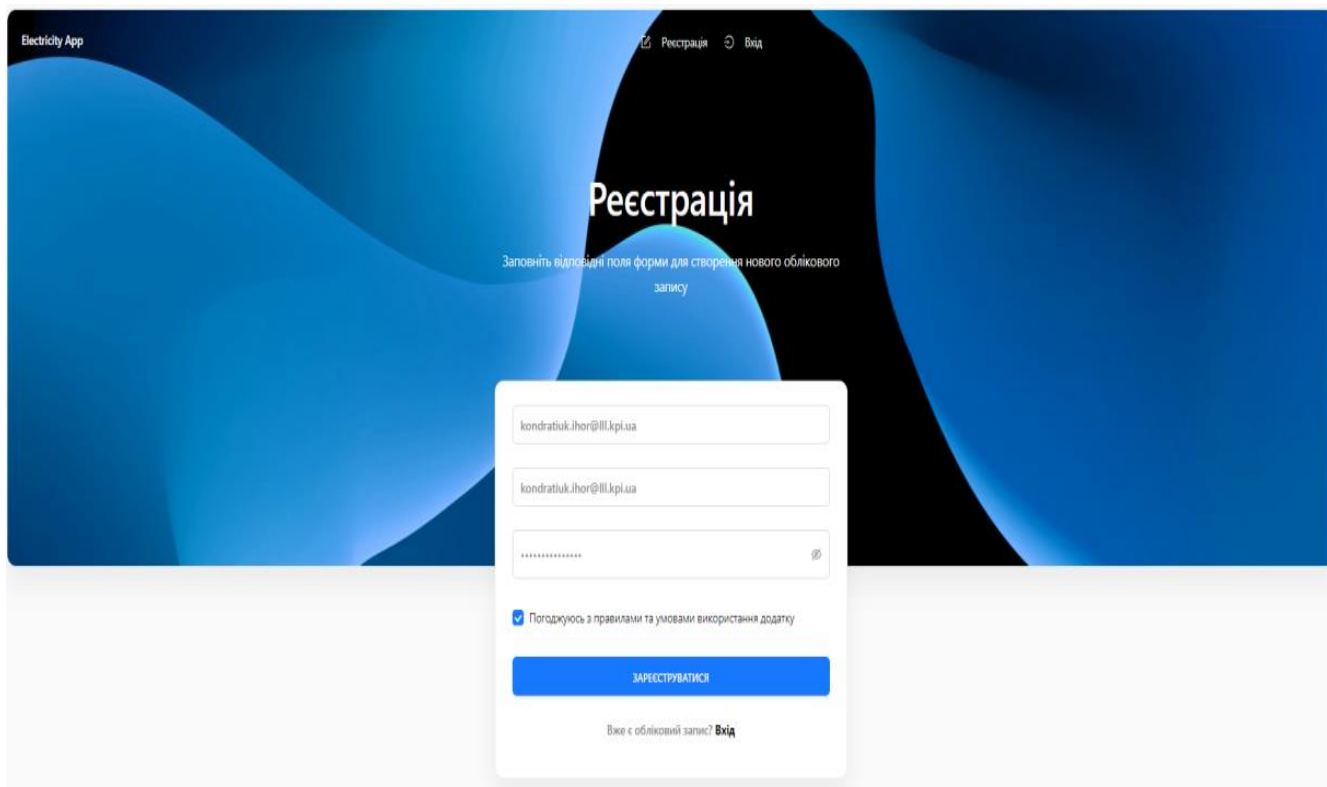 Electricity App
Реєстрація
Вхід
Реєстрація
Заповніть відповідні поля форми для створення нового облікового
запису
kondratiuk.ihor@lll.kpi.ua
kondratiuk.ihor@lll.kpi.ua
•••••••••••••••
Погоджуюсь з правилами та умовами використання додатку
ЗАРЕЄСТРУВАТИСЯ
Вже є обліковий запис? Вхід